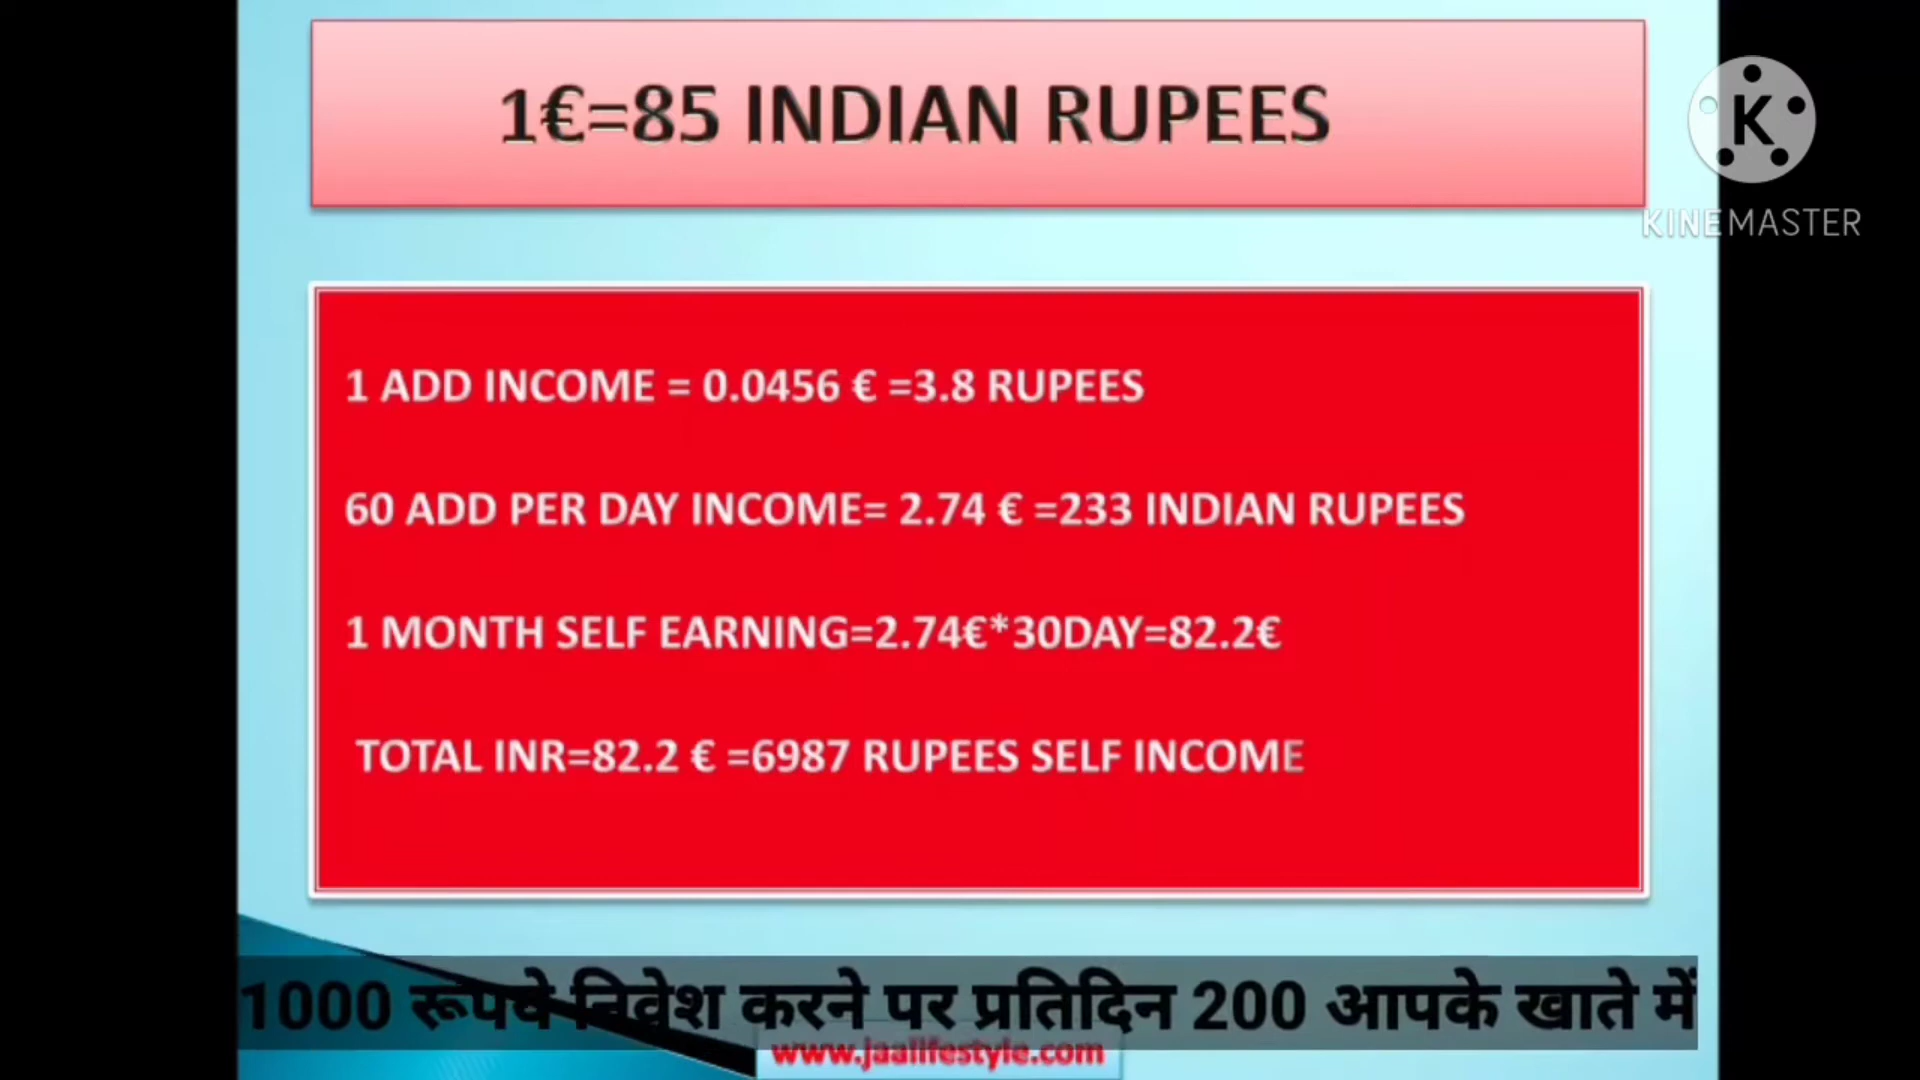 1€=85 INDIAN RUPEES
K
KINEMASTER
1 ADD INCOME = 0.0456 € =3.8 RUPEES
60 ADD PER DAY INCOME= 2.74 € =233 INDIAN RUPEES
1 MONTH SELF EARNING=2.74€*30DAY=82.2€
TOTAL INR=82.2 € =6987 RUPEES SELF INCOME
1000 रूपये निवेश करने पर प्रतिदिन 200 आपके खाते में
www.jaalifestyle.com